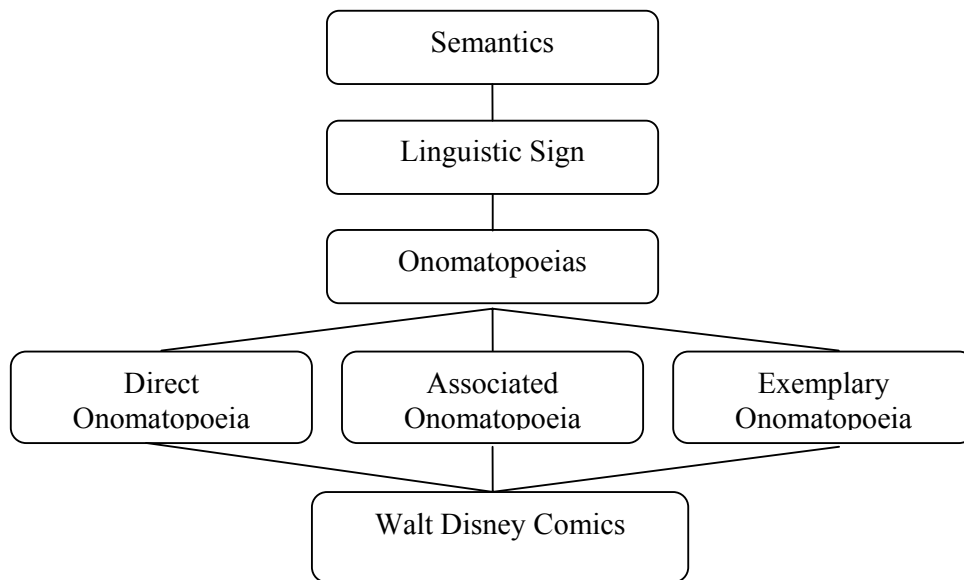 Semantics
Linguistic Sign
Onomatopoeias
Direct
Onomatopoeia
Associated
Onomatopoeia
Exemplary
Onomatopoeia
Walt Disney Comics